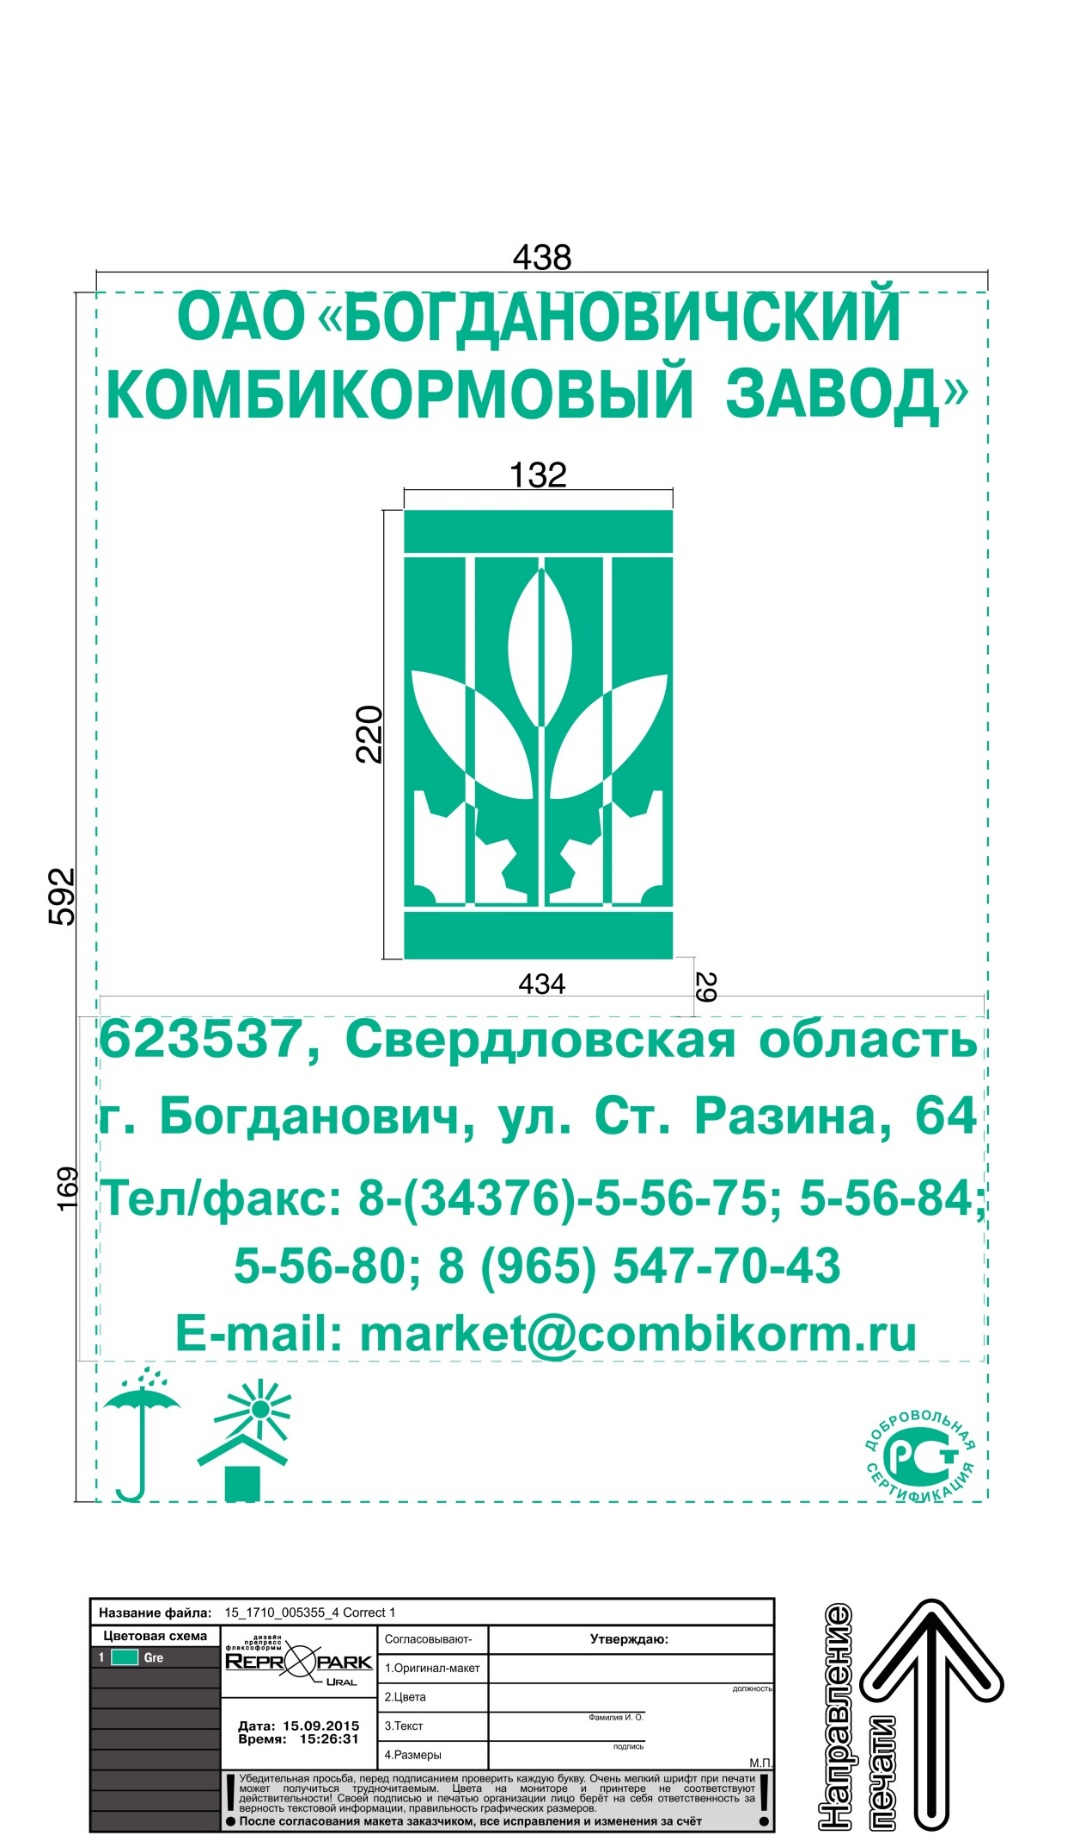 438
ОАО «БОГДАНОВИЧСКИЙ
КОМБИКОРМОВЫЙ ЗАВОД»
132
220
592
434
29
623537, Свердловская область
г. Богданович, ул. Ст. Разина, 64
169
Тел/факс: 8-(34376)-5-56-75; 5-56-84;
5-56-80; 8 (965) 547-70-43
E-mail: market@combikorm.ru
ДОБРОВОЛЬНАЯ
РСТ
СЕРТИФИКАЦИЯ
Название файла: 15_1710_005355_4 Correct 1
Цветовая схема
1 Gre
дизайн
препресс
флексоформы
REPROPARK
URAL
Дата: 15.09.2015
Время: 15:26:31
Согласовывают-
1.Оригинал-макет
2.Цвета
3.Текст
4.Размеры
Утверждаю:
должность
Фамилия И. О.
подпись
М.П.
Убедительная просьба, перед подписанием проверить каждую букву. Очень мелкий шрифт при печати
может получиться трудночитаемым. Цвета на мониторе и принтере не соответствуют
действительности! Своей подписью и печатью организации лицо берёт на себя ответственность за
верность текстовой информации, правильность графических размеров.
● После согласования макета заказчиком, все исправления и изменения за счёт ●
Направление
печати